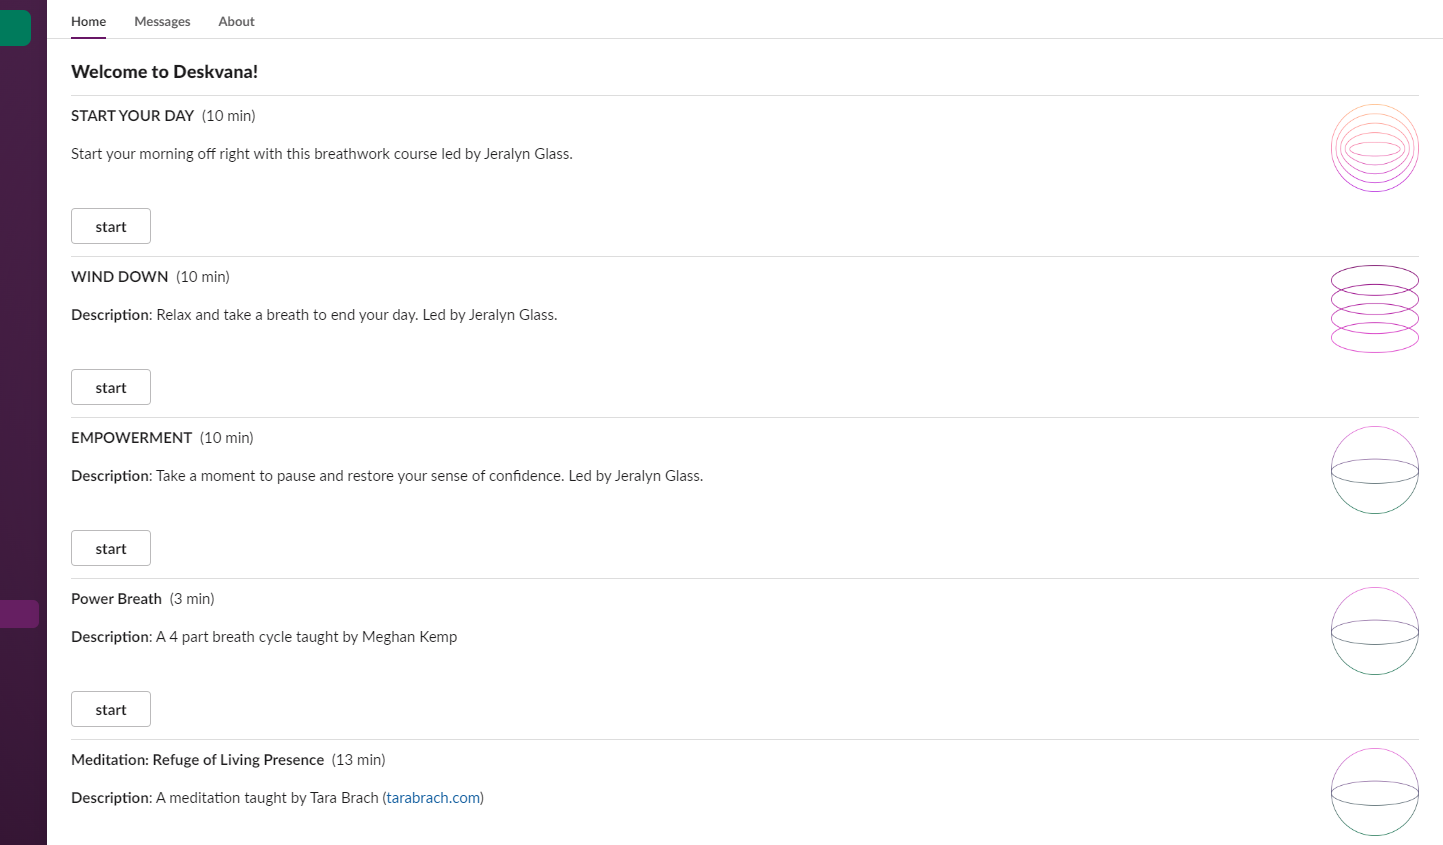 Home Messages About
Welcome to Deskvana!
START YOUR DAY (10 min)
Start your morning off right with this breathwork course led by Jeralyn Glass.
start
WIND DOWN (10 min)
Description: Relax and take a breath to end your day. Led by Jeralyn Glass.
start
EMPOWERMENT (10 min)
Description: Take a moment to pause and restore your sense of confidence. Led by Jeralyn Glass.
start
Power Breath (3 min)
Description: A 4 part breath cycle taught by Meghan Kemp
start
Meditation: Refuge of Living Presence (13 min)
Description: A meditation taught by Tara Brach (tarabrach.com)